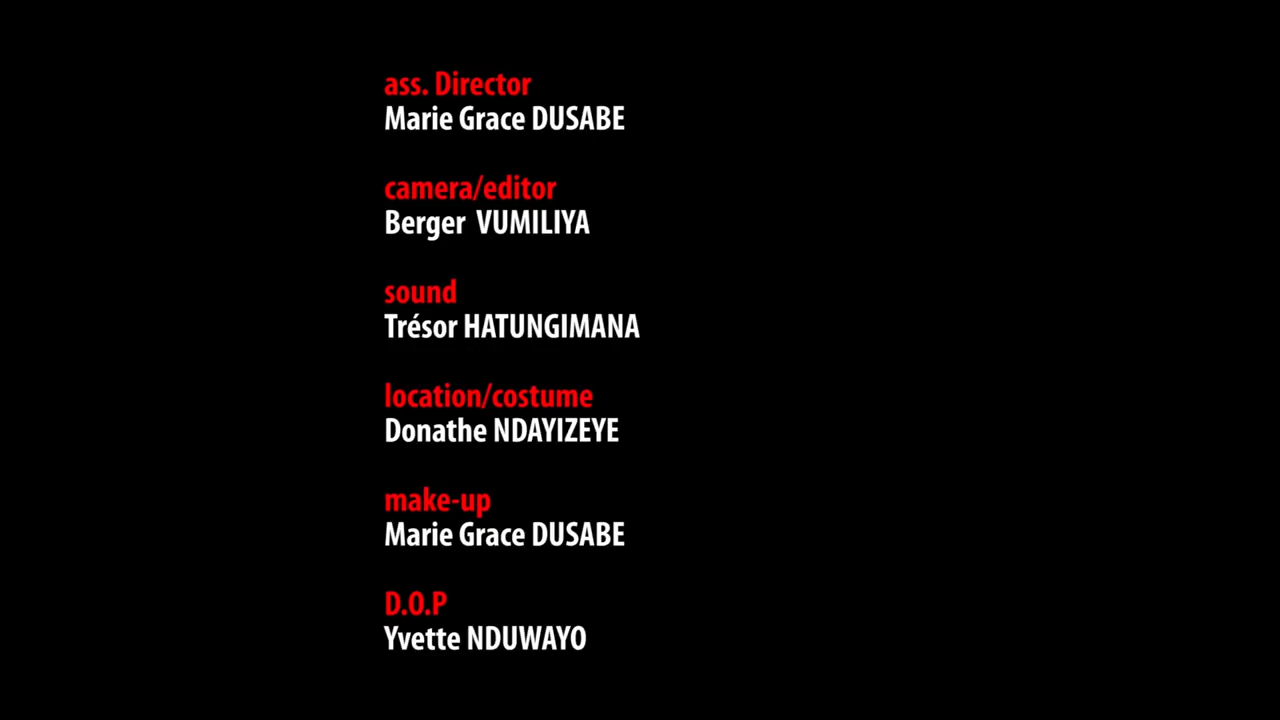 ass. Director
Marie Grace DUSABE
camera/editor
Berger VUMILIYA
sound
Trésor HATUNGIMANA
location/costume
Donathe NDAYIZEYE
make-up
Marie Grace DUSABE
D.O.P
Yvette NDUWAYO